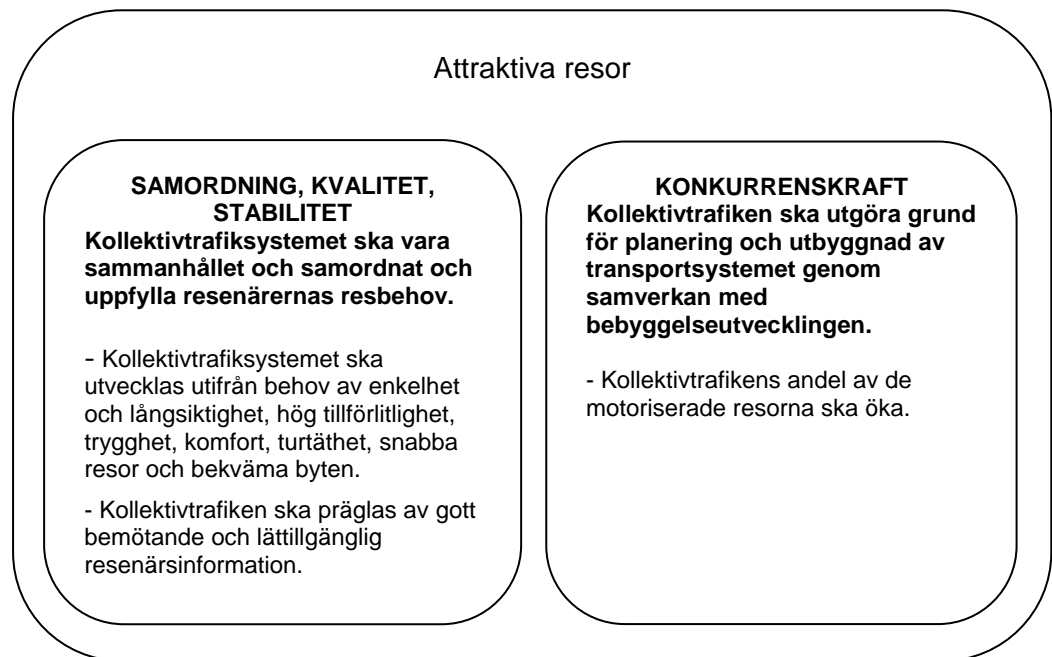 Attraktiva resor
SAMORDNING, KVALITET,
STABILITET
Kollektivtrafiksystemet ska vara
sammanhållet och samordnat och
uppfylla resenärernas resbehov.
- Kollektivtrafiksystemet ska
utvecklas utifrån behov av enkelhet
och långsiktighet, hög tillförlitlighet,
trygghet, komfort, turtäthet, snabba
resor och bekväma byten.
- Kollektivtrafiken ska präglas av gott
bemötande och lättillgänglig
resenärsinformation.
KONKURRENSKRAFT
Kollektivtrafiken ska utgöra grund
för planering och utbyggnad av
transportsystemet genom
samverkan med
bebyggelseutvecklingen.
- Kollektivtrafikens andel av de
motoriserade resorna ska öka.